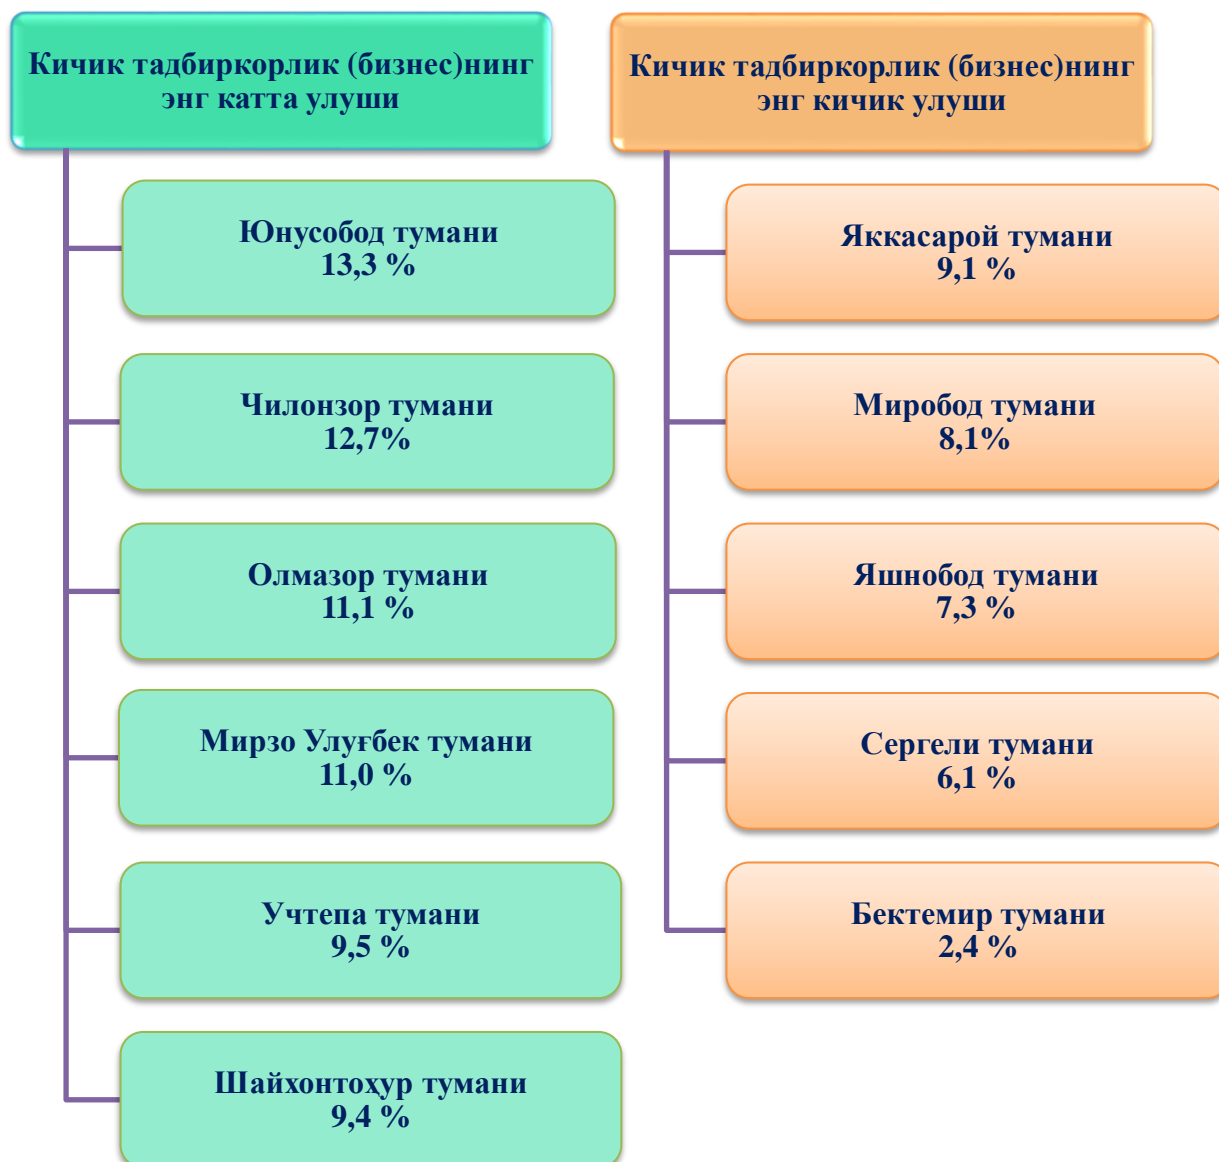 Кичик тадбиркорлик (бизнес)нинг
энг катта улуши
Юнусобод тумани
13,3 %
Чилонзор тумани
12,7%
Олмазор тумани
11,1 %
Мирзо Улуғбек тумани
11,0 %
Учтепа тумани
9,5 %
Шайхонтоҳур тумани
9,4 %
Кичик тадбиркорлик (бизнес)нинг
энг кичик улуши
Яккасарой тумани
9,1 %
Миробод тумани
8,1%
Яшнобод тумани
7,3 %
Сергели тумани
6,1 %
Бектемир тумани
2,4 %